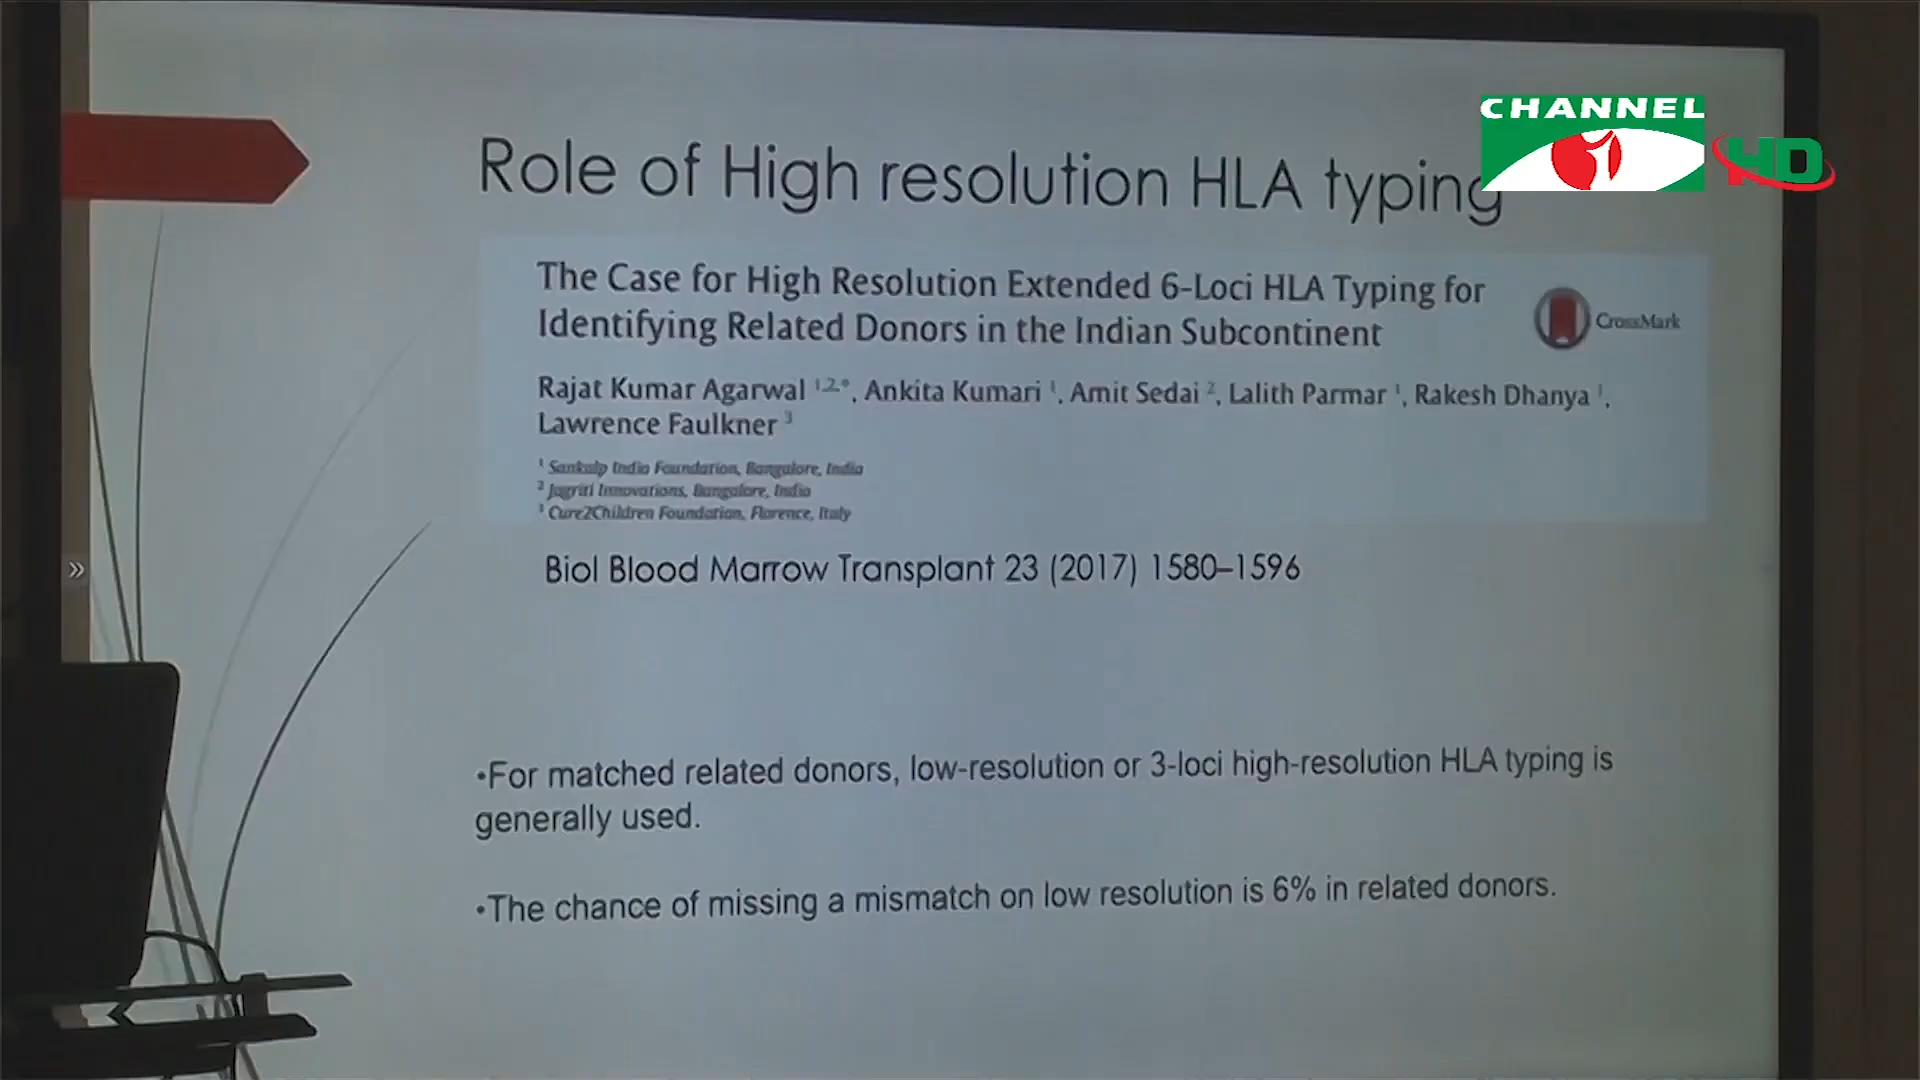 CHANNEL
HD
Role of High resolution HLA typing
The Case for High Resolution Extended 6-Loci HLA Typing for
Identifying Related Donors in the Indian Subcontinent
CrossMark
Rajat Kumar Agarwal 1,2,*, Ankita Kumari 1, Amit Sedai 2, Lalith Parmar 1, Rakesh Dhanya 1,
Lawrence Faulkner 3
1 Sankalp India Foundation, Bangalore, India
2 Jagriti Innovations, Bangalore, India
3 Cure2Children Foundation, Florence, Italy
»
Biol Blood Marrow Transplant 23 (2017) 1580–1596
•For matched related donors, low-resolution or 3-loci high-resolution HLA typing is
generally used.
•The chance of missing a mismatch on low resolution is 6% in related donors.